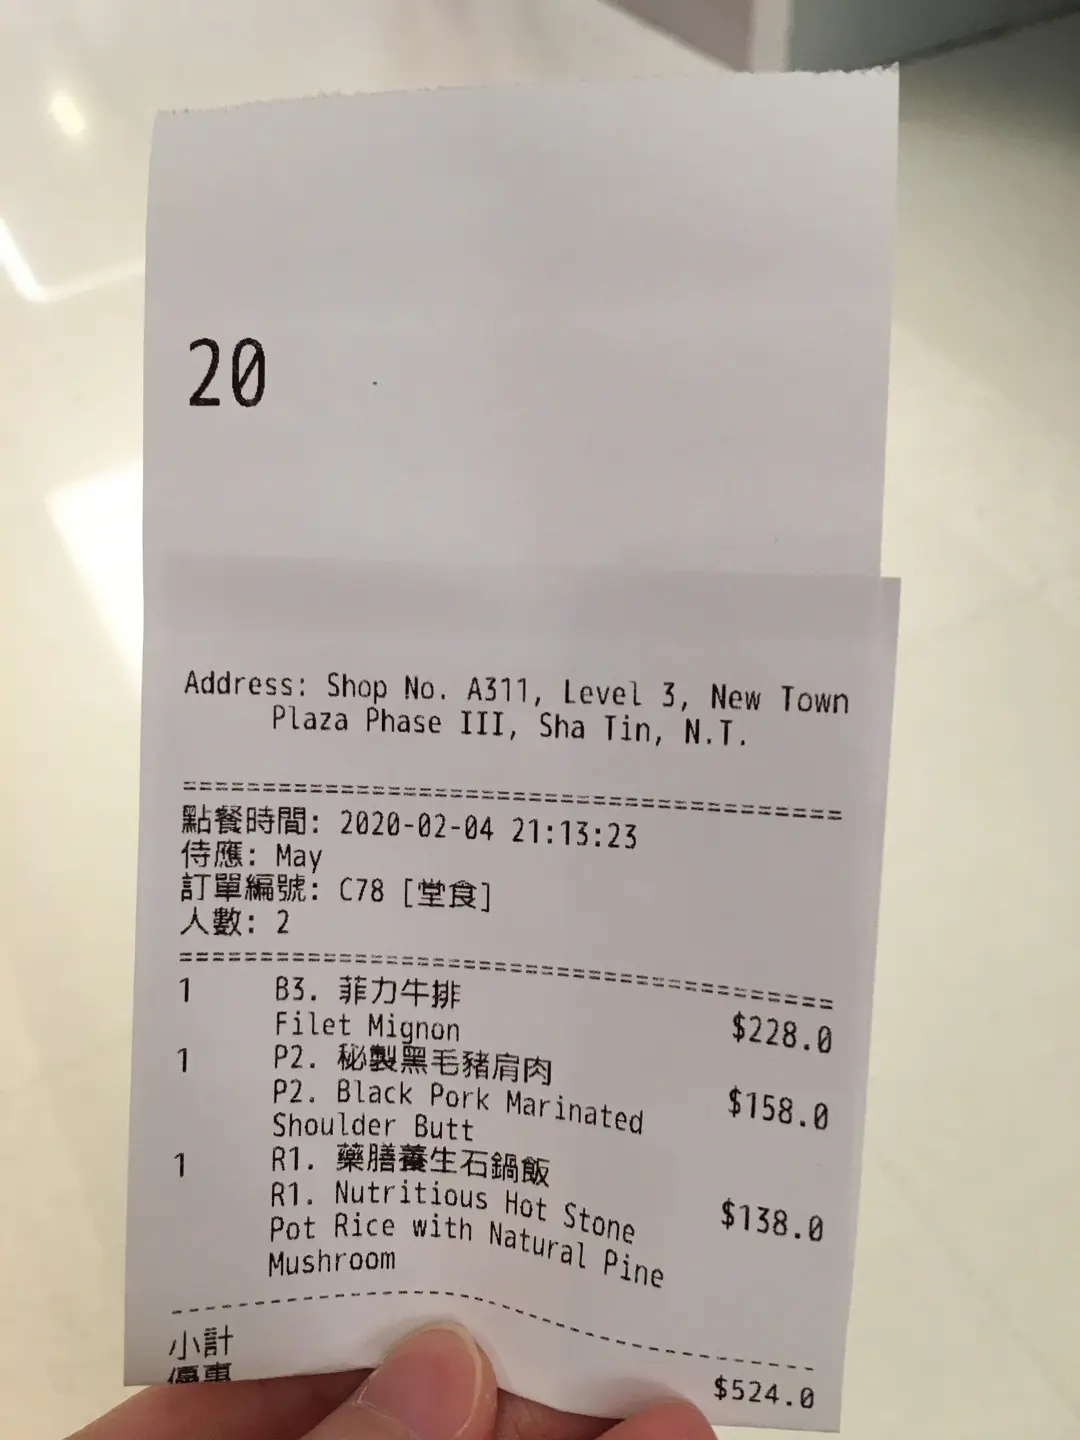 20
Address: Shop No. A311, Level 3, New Town
Plaza Phase III, Sha Tin, N.T.
========================================
點餐時間: 2020-02-04 21:13:23
侍應: May
訂單編號: C78 [堂食]
人數: 2
========================================
1 B3. 菲力牛排
Filet Mignon $228.0
1 P2. 秘製黑毛豬肩肉
P2. Black Pork Marinated $158.0
Shoulder Butt
1 R1. 藥膳養生石鍋飯
R1. Nutritious Hot Stone $138.0
Pot Rice with Natural Pine
Mushroom
----------------------------------------
小計 $524.0
優惠